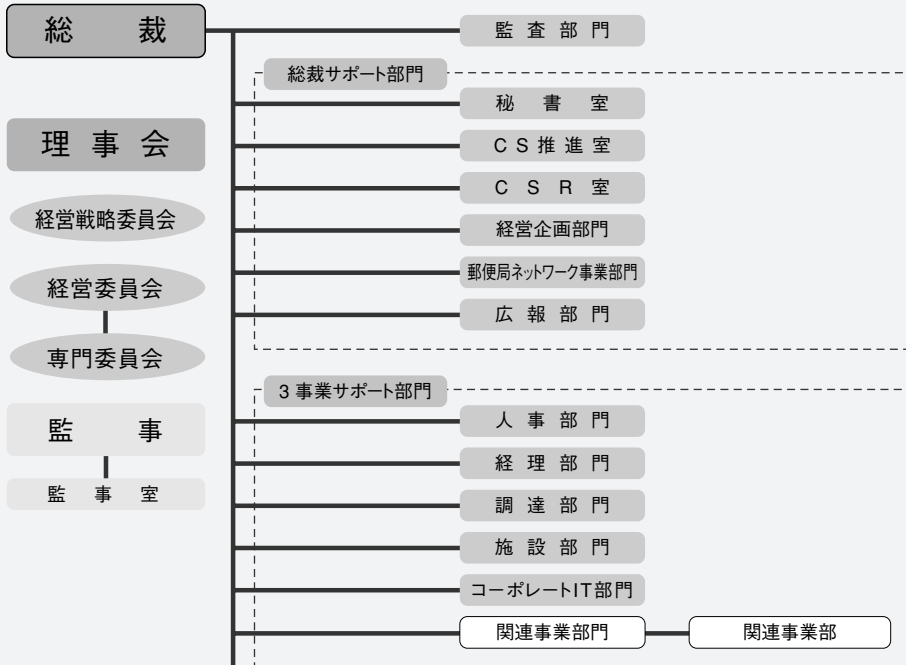 総裁
監査部門
総裁サポート部門
秘書室
CS推進室
CSR室
経営企画部門
郵便局ネットワーク事業部門
広報部門
理事会
経営戦略委員会
経営委員会
専門委員会
監事
監事室
3事業サポート部門
人事部門
経理部門
調達部門
施設部門
コーポレートIT部門
関連事業部門
関連事業部